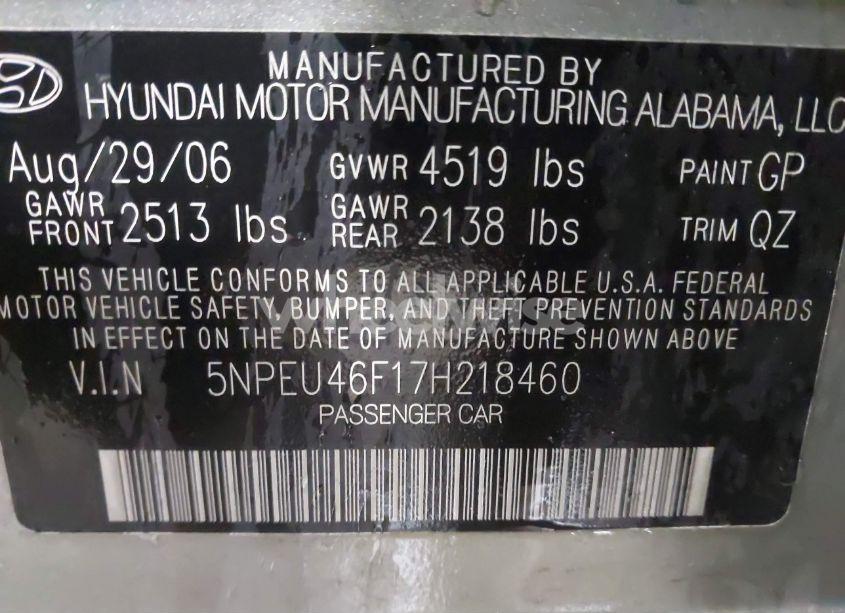 MANUFACTURED BY
HYUNDAI MOTOR MANUFACTURING ALABAMA, LLC
Aug/29/06 GVWR 4519 lbs PAINT GP
GAWR FRONT 2513 lbs GAWR REAR 2138 lbs TRIM QZ
THIS VEHICLE CONFORMS TO ALL APPLICABLE U.S.A. FEDERAL
MOTOR VEHICLE SAFETY, BUMPER, AND THEFT PREVENTION STANDARDS
IN EFFECT ON THE DATE OF MANUFACTURE SHOWN ABOVE
V.I.N 5NPEU46F17H218460
PASSENGER CAR